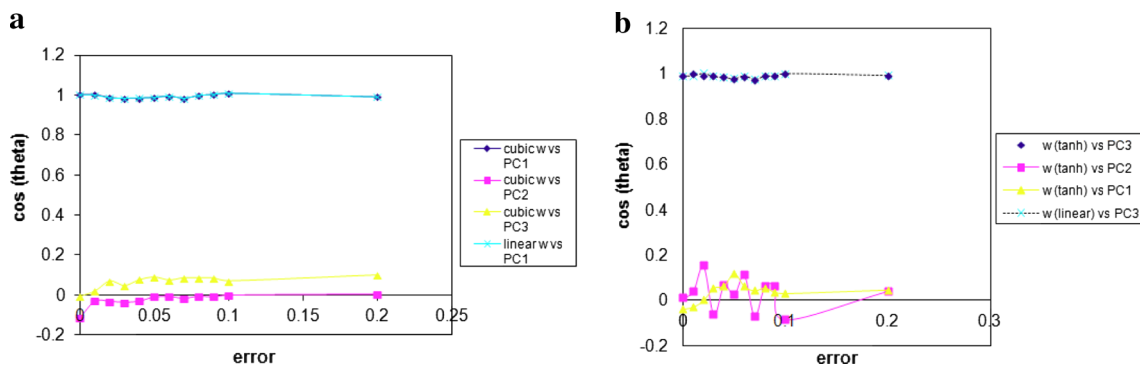 a
1.2
1
0.8
0.6
0.4
0.2
0
-0.2
cos (theta)
0
0.05
0.1
0.15
0.2
0.25
error
cubic w vs
PC1
cubic w vs
PC2
cubic w vs
PC3
linear w vs
PC1
b
1.2
1
0.8
0.6
0.4
0.2
0
-0.2
cos (theta)
0
0.1
0.2
0.3
error
w (tanh) vs PC3
w (tanh) vs PC2
w (tanh) vs PC1
w (linear) vs PC3